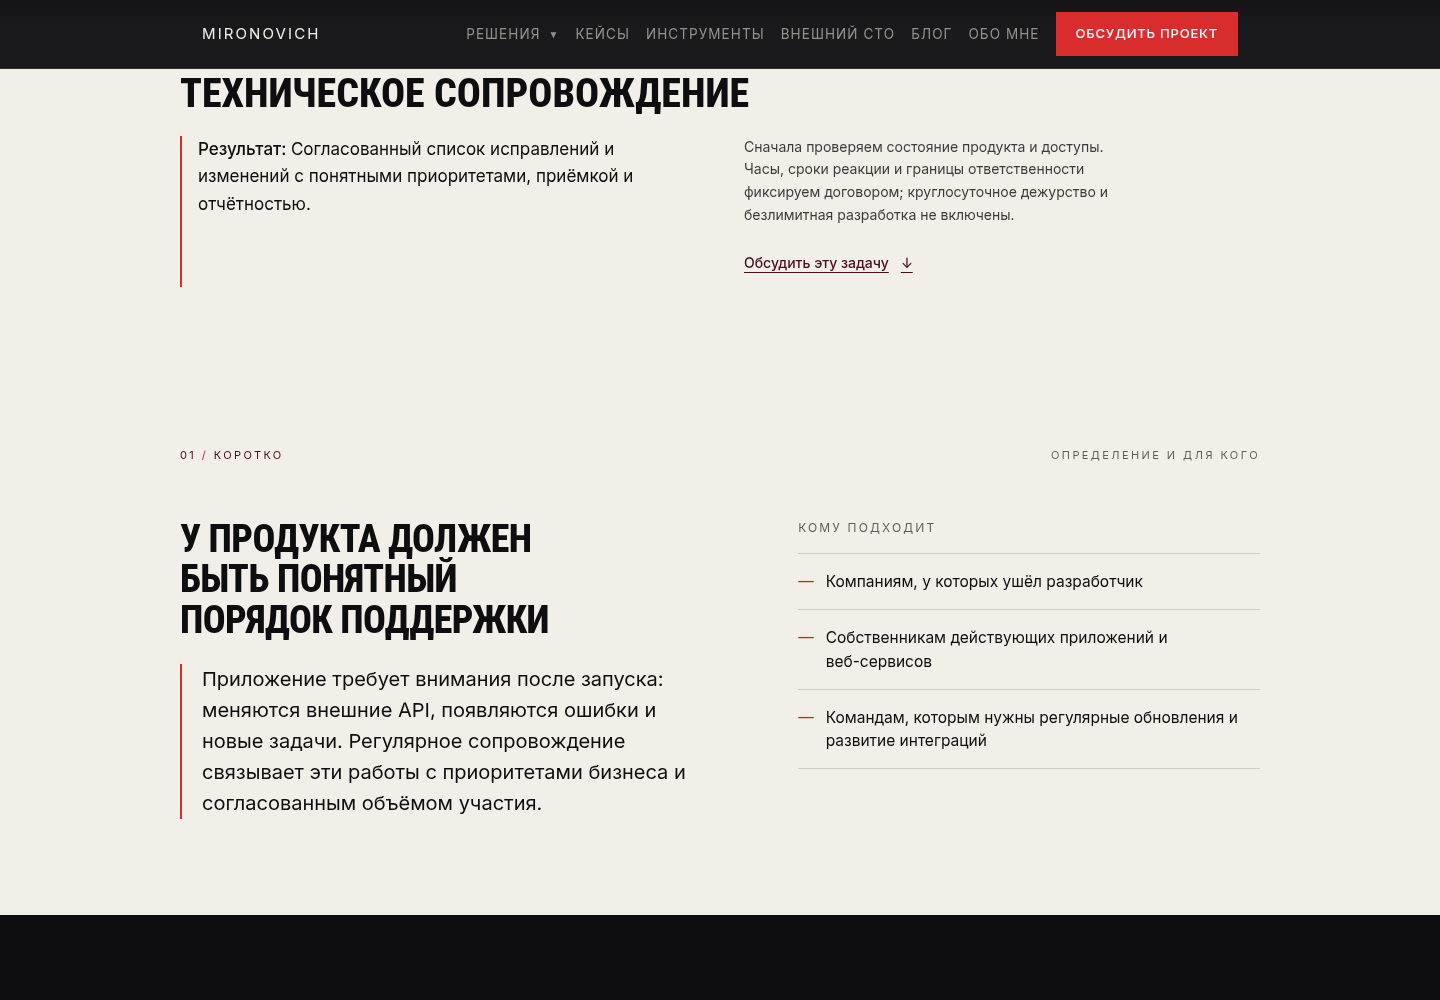 MIRONOVICH
РЕШЕНИЯ ▼ КЕЙСЫ ИНСТРУМЕНТЫ ВНЕШНИЙ СТО БЛОГ ОБО МНЕ ОБСУДИТЬ ПРОЕКТ
ТЕХНИЧЕСКОЕ СОПРОВОЖДЕНИЕ
Результат: Согласованный список исправлений и
изменений с понятными приоритетами, приёмкой и
отчётностью.
Сначала проверяем состояние продукта и доступы.
Часы, сроки реакции и границы ответственности
фиксируем договором; круглосуточное дежурство и
безлимитная разработка не включены.
Обсудить эту задачу ↓
01 / КОРОТКО
ОПРЕДЕЛЕНИЕ И ДЛЯ КОГО
У ПРОДУКТА ДОЛЖЕН
БЫТЬ ПОНЯТНЫЙ
ПОРЯДОК ПОДДЕРЖКИ
Приложение требует внимания после запуска:
меняются внешние API, появляются ошибки и
новые задачи. Регулярное сопровождение
связывает эти работы с приоритетами бизнеса и
согласованным объёмом участия.
КОМУ ПОДХОДИТ
— Компаниям, у которых ушёл разработчик
— Собственникам действующих приложений и
веб-сервисов
— Командам, которым нужны регулярные обновления и
развитие интеграций